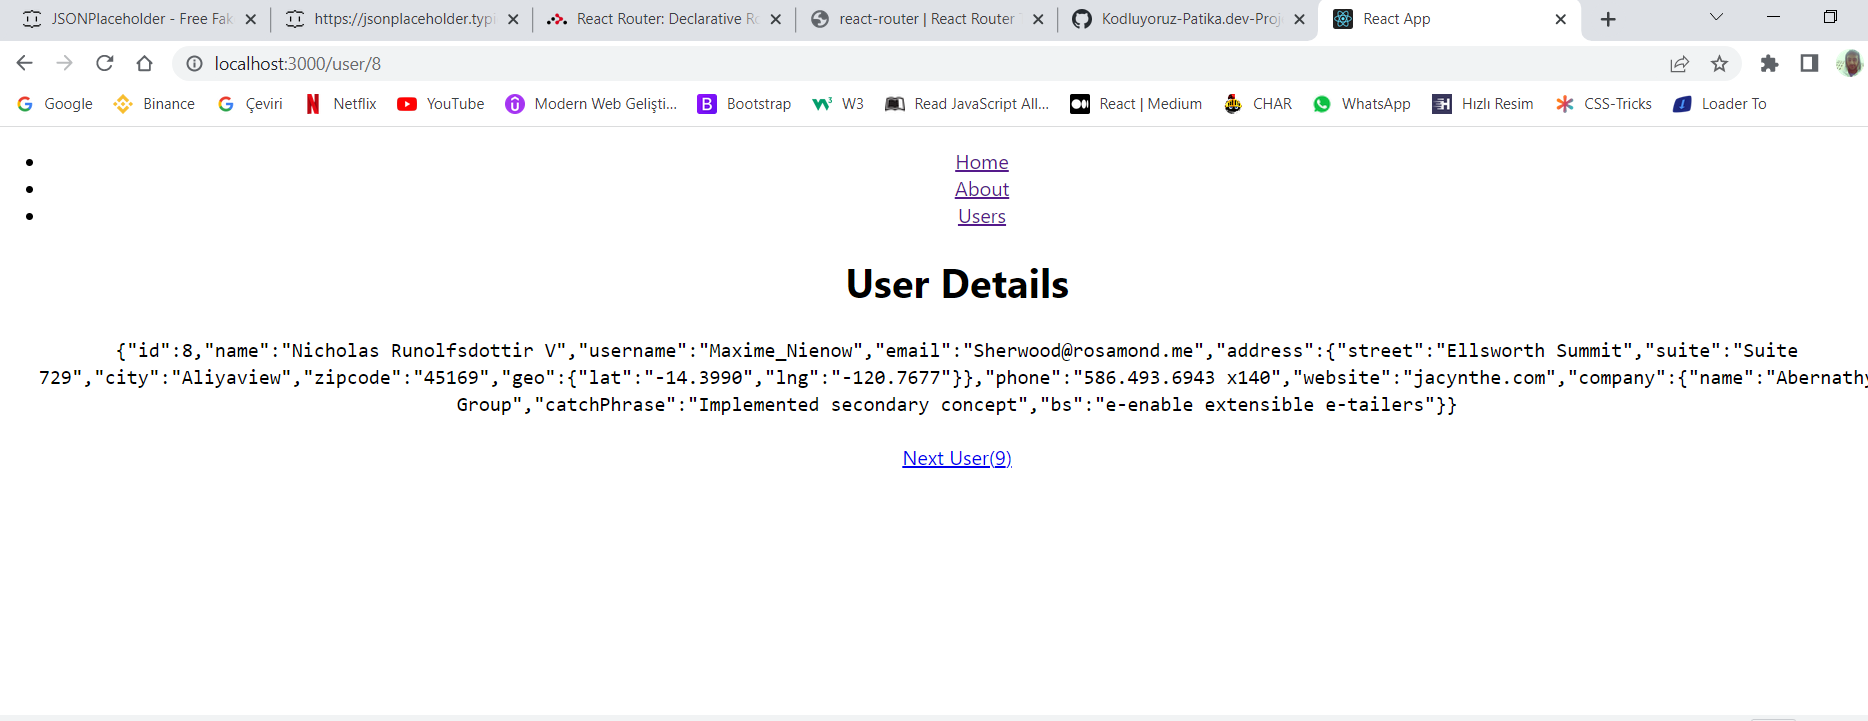 JSONPlaceholder - Free Fak
https://jsonplaceholder.typi
React Router: Declarative Ro
react-router | React Router
Kodluyoruz-Patika.dev-Proj
React App
localhost:3000/user/8
Google
Binance
Çeviri
Netflix
YouTube
Modern Web Gelişti...
Bootstrap
W3
Read JavaScript All...
React | Medium
CHAR
WhatsApp
Hızlı Resim
CSS-Tricks
Loader To
Home
About
Users
User Details
{"id":8,"name":"Nicholas Runolfsdottir V","username":"Maxime_Nienow","email":"Sherwood@rosamond.me","address":{"street":"Ellsworth Summit","suite":"Suite
729","city":"Aliyaview","zipcode":"45169","geo":{"lat":"-14.3990","lng":"-120.7677"}},"phone":"586.493.6943 x140","website":"jacynthe.com","company":{"name":"Abernathy
Group","catchPhrase":"Implemented secondary concept","bs":"e-enable extensible e-tailers"}}
Next User(9)